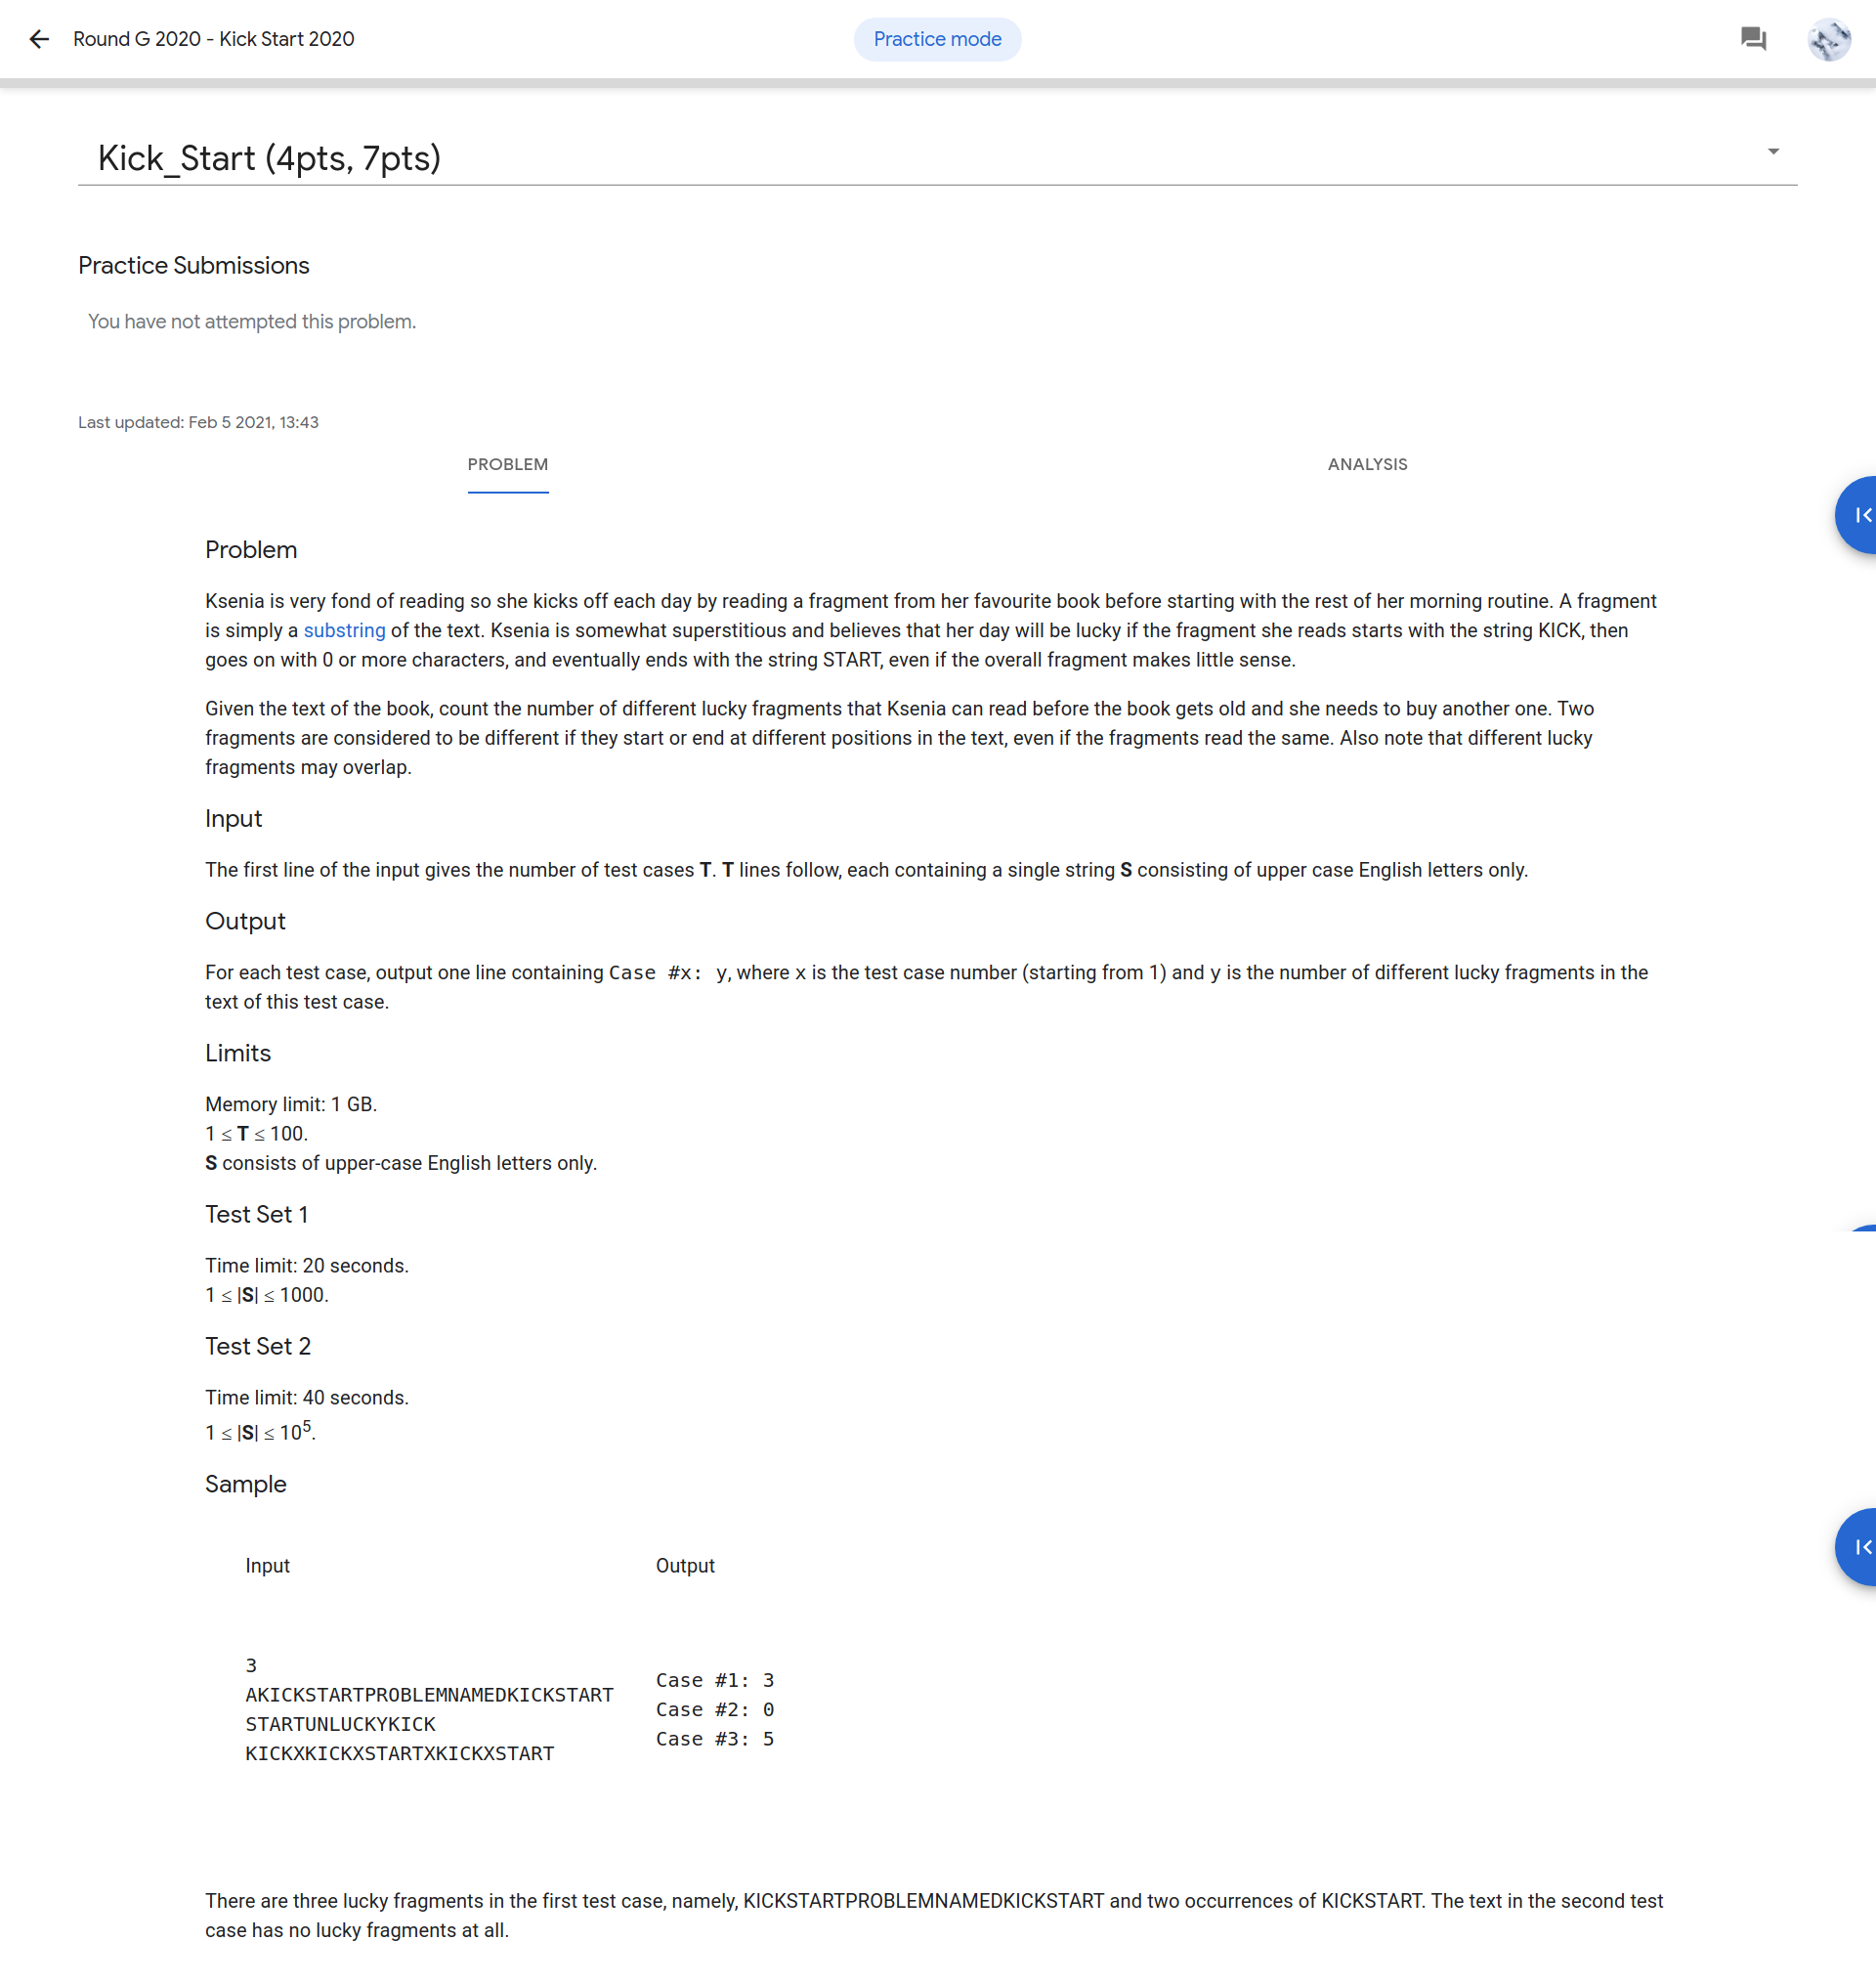 Round G 2020 - Kick Start 2020
Practice mode
Kick_Start (4pts, 7pts)
Practice Submissions
You have not attempted this problem.
Last updated: Feb 5 2021, 13:43
PROBLEM
ANALYSIS
Problem
Ksenia is very fond of reading so she kicks off each day by reading a fragment from her favourite book before starting with the rest of her morning routine. A fragment
is simply a substring of the text. Ksenia is somewhat superstitious and believes that her day will be lucky if the fragment she reads starts with the string KICK, then
goes on with 0 or more characters, and eventually ends with the string START, even if the overall fragment makes little sense.
Given the text of the book, count the number of different lucky fragments that Ksenia can read before the book gets old and she needs to buy another one. Two
fragments are considered to be different if they start or end at different positions in the text, even if the fragments read the same. Also note that different lucky
fragments may overlap.
Input
The first line of the input gives the number of test cases T. T lines follow, each containing a single string S consisting of upper case English letters only.
Output
For each test case, output one line containing Case #x: y, where x is the test case number (starting from 1) and y is the number of different lucky fragments in the
text of this test case.
Limits
Memory limit: 1 GB.
1 ≤ T ≤ 100.
S consists of upper-case English letters only.
Test Set 1
Time limit: 20 seconds.
1 ≤ |S| ≤ 1000.
Test Set 2
Time limit: 40 seconds.
1 ≤ |S| ≤ 10⁵.
Sample
Input
Output
3
AKICKSTARTPROBLEMNAMEDKICKSTART
STARTUNLUCKYKICK
KICKXKICKXSTARTXKICKXSTART
Case #1: 3
Case #2: 0
Case #3: 5
There are three lucky fragments in the first test case, namely, KICKSTARTPROBLEMNAMEDKICKSTART and two occurrences of KICKSTART. The text in the second test
case has no lucky fragments at all.